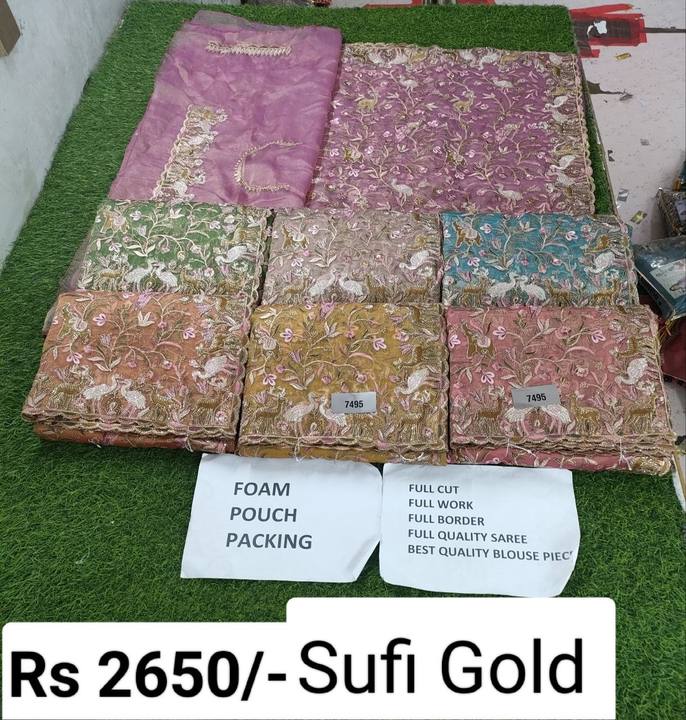 7495
7495
FOAM
POUCH
PACKING
FULL CUT
FULL WORK
FULL BORDER
FULL QUALITY SAREE
BEST QUALITY BLOUSE PIEC
Rs 2650/- Sufi Gold